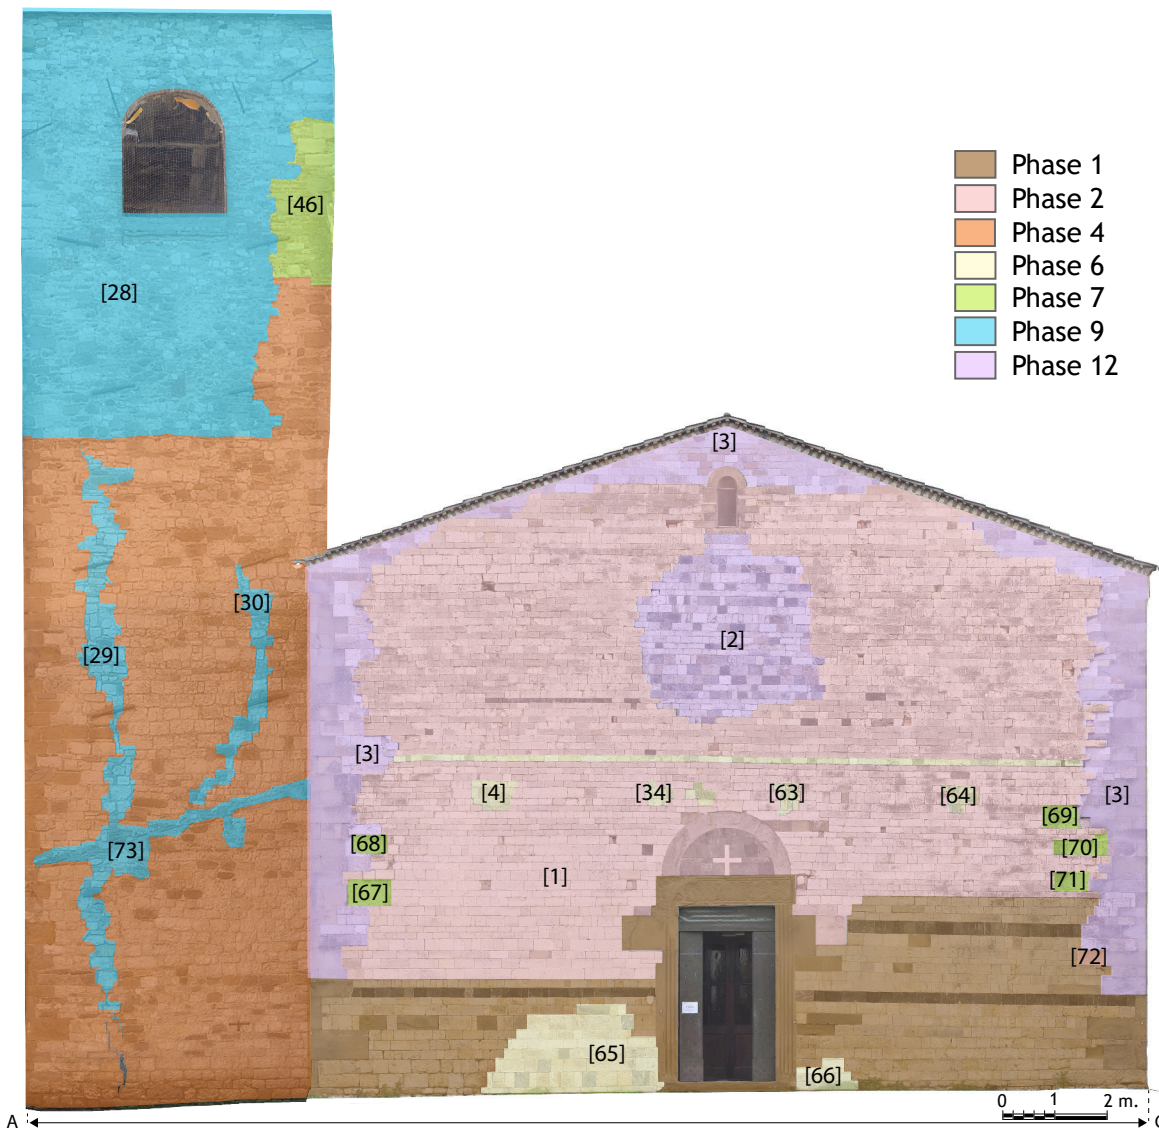 [46]
Phase 1
Phase 2
Phase 4
Phase 6
Phase 7
Phase 9
Phase 12
[28]
[3]
[30]
[2]
[29]
[3]
[4] [34] [63] [64] [3]
[69]
[68] [70]
[73]
[1] [71]
[67]
[72]
[65]
[66]
0 1 2 m.
A